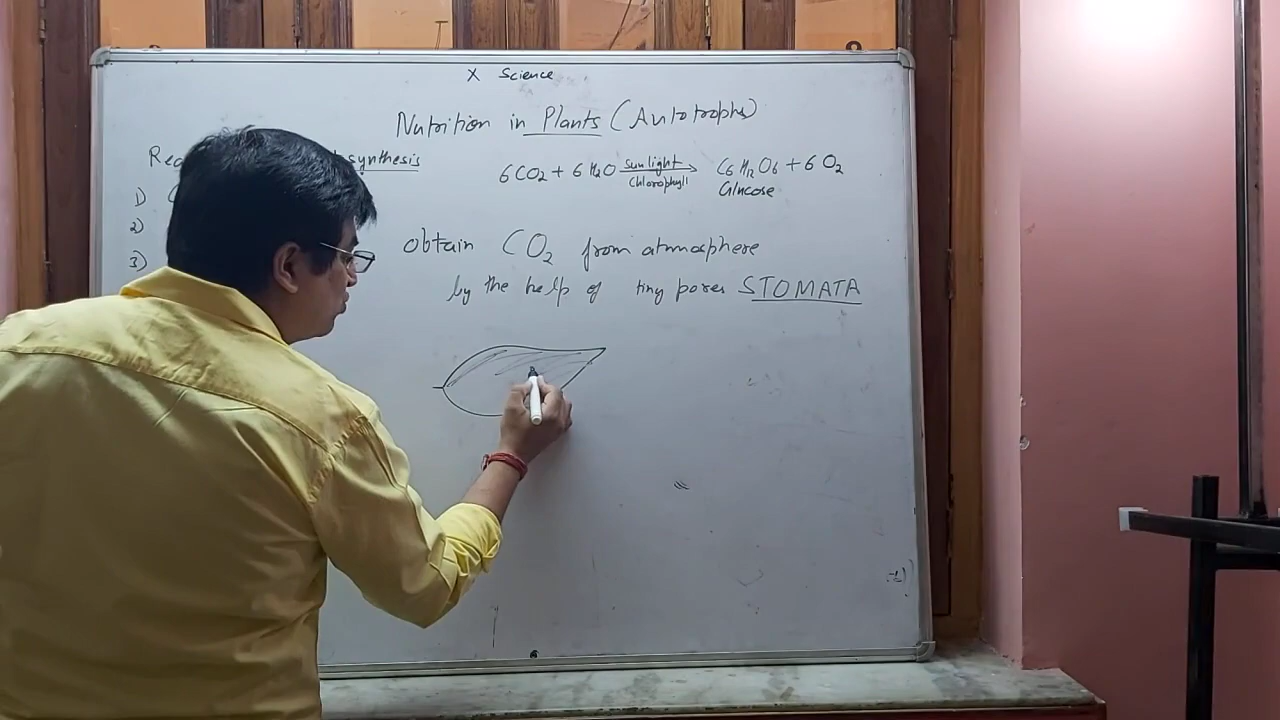 X Science
Nutrition in Plants (Autotrophs)
synthesis
6CO₂ + 6H₂O sunlight Chlorophyll → C₆H₁₂O₆ + 6O₂
Glucose
1)
2)
3)
obtain CO₂ from atmosphere
by the help of tiny pores STOMATA